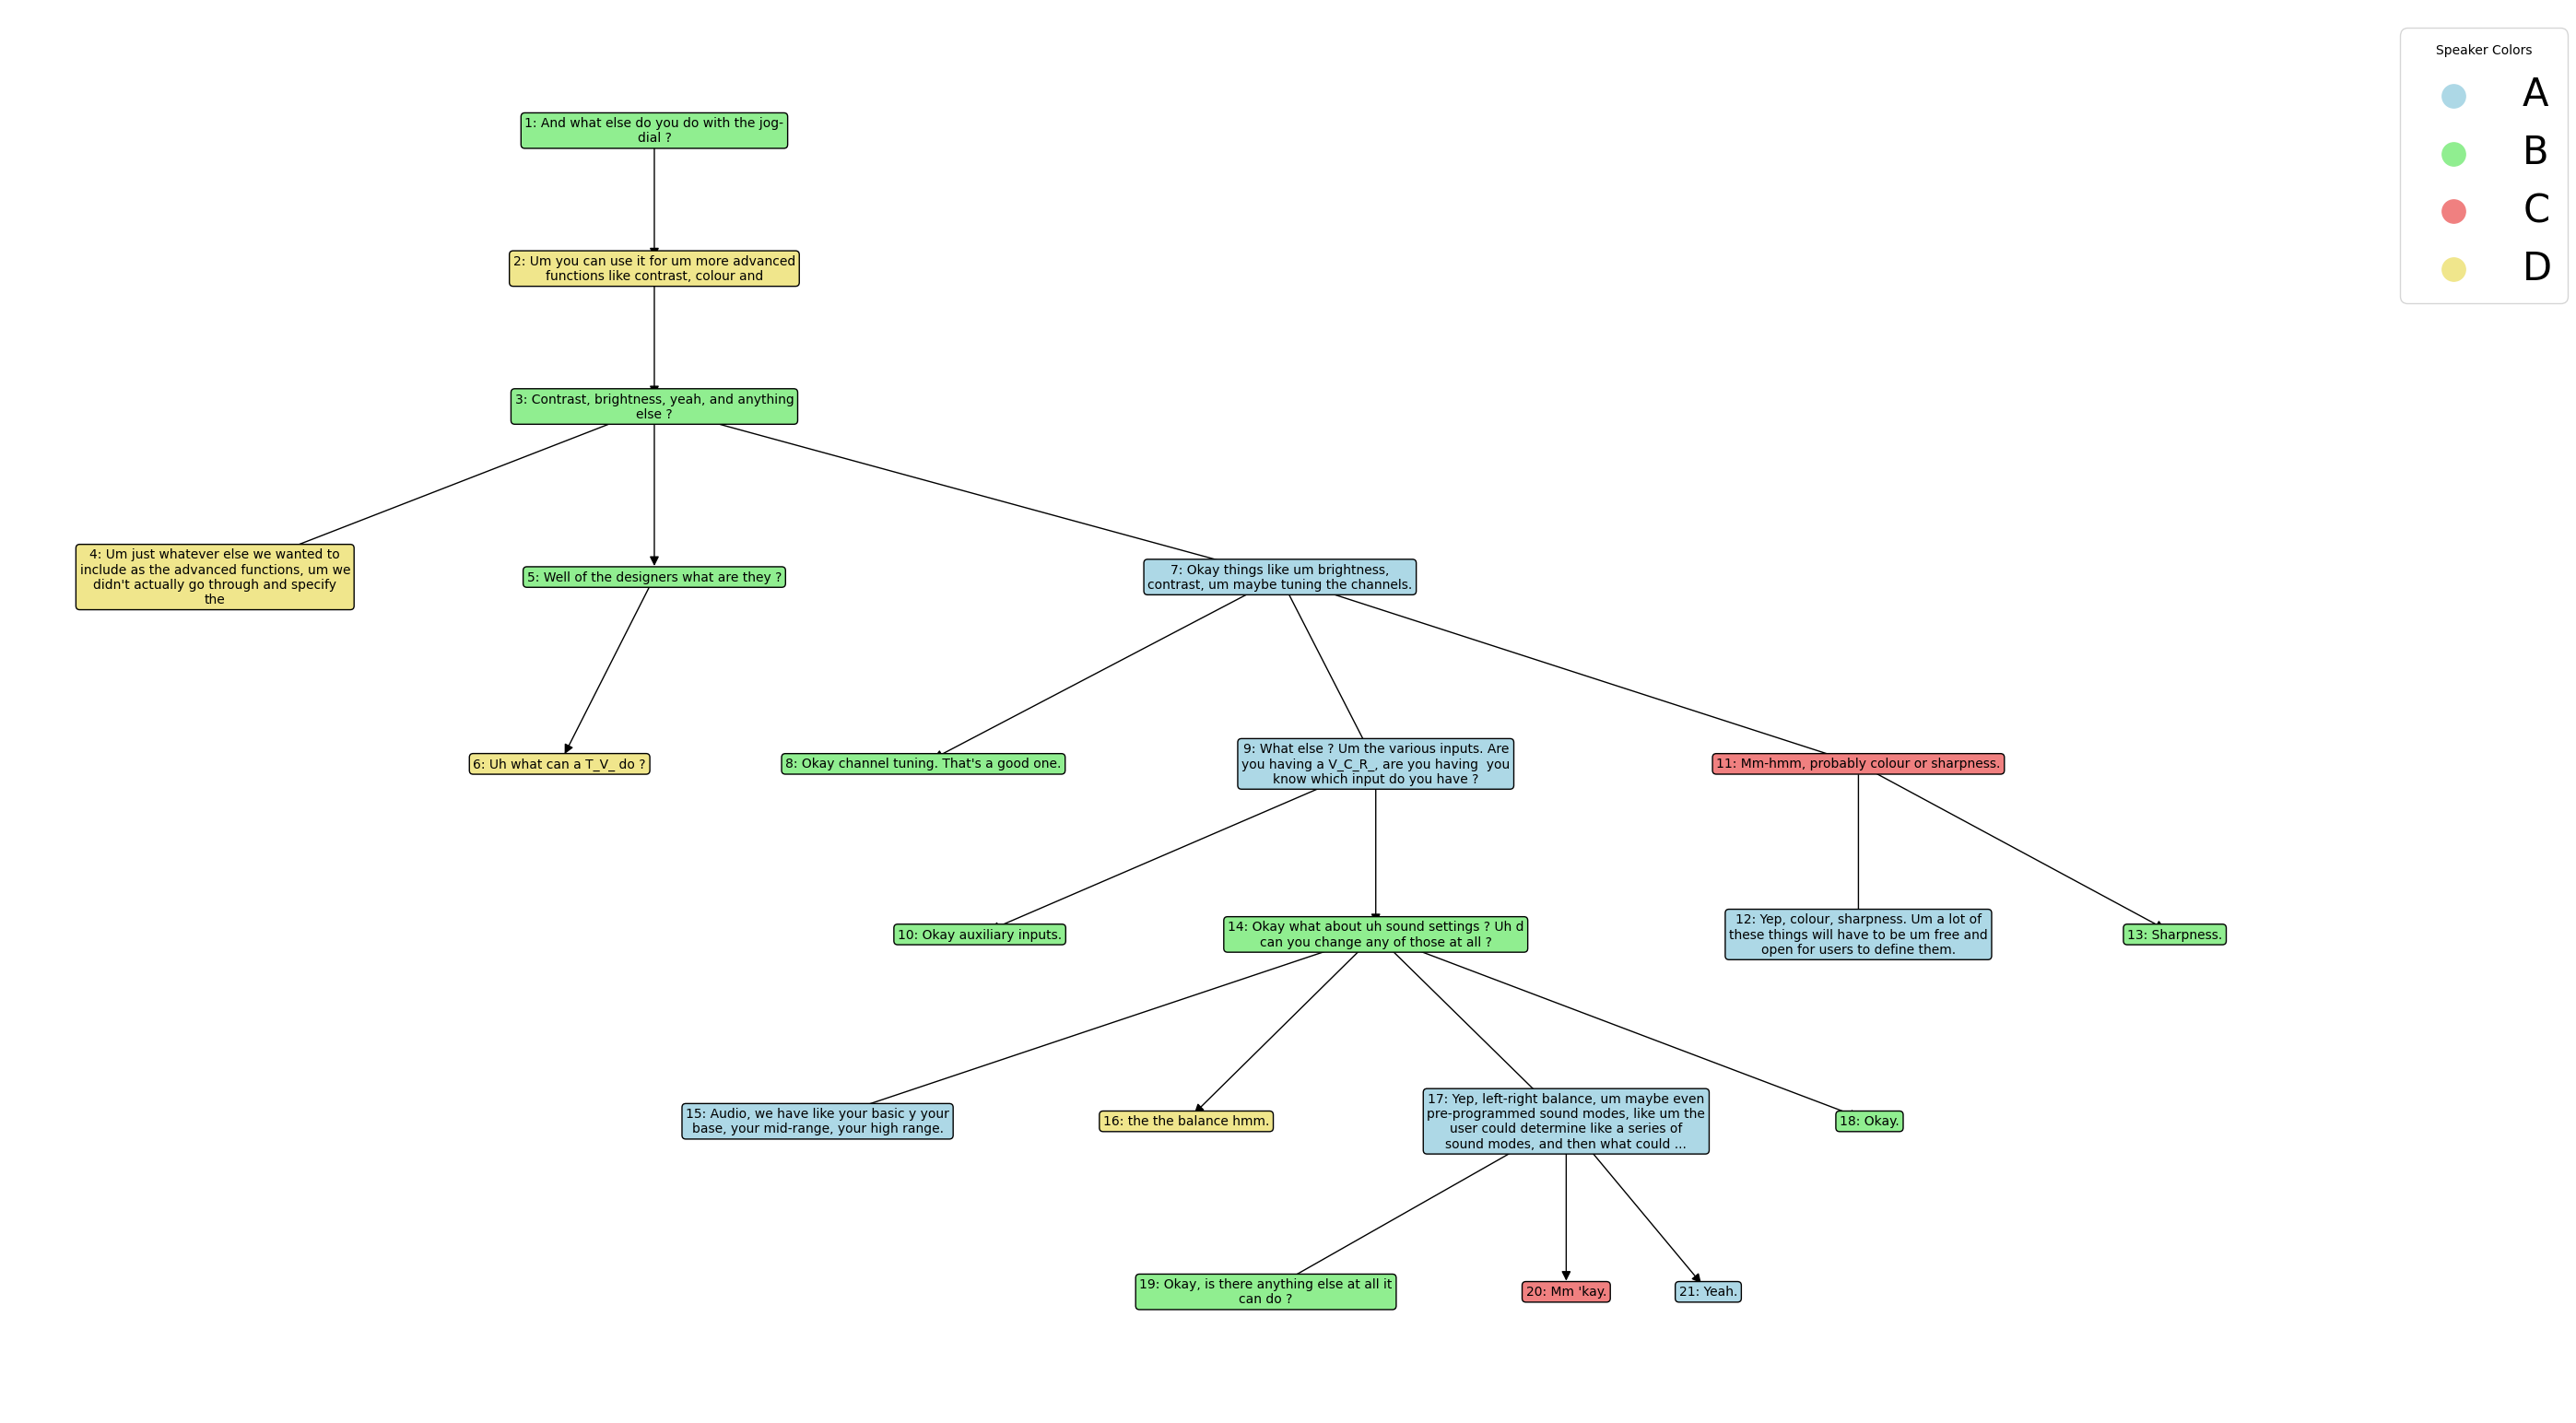 Speaker Colors
A
B
C
D
1: And what else do you do with the jog-
dial ?
2: Um you can use it for um more advanced
functions like contrast, colour and
3: Contrast, brightness, yeah, and anything
else ?
4: Um just whatever else we wanted to
include as the advanced functions, um we
didn't actually go through and specify
the
5: Well of the designers what are they ?
7: Okay things like um brightness,
contrast, um maybe tuning the channels.
6: Uh what can a T_V_ do ?
8: Okay channel tuning. That's a good one.
9: What else ? Um the various inputs. Are
you having a V_C_R_, are you having  you
know which input do you have ?
11: Mm-hmm, probably colour or sharpness.
10: Okay auxiliary inputs.
14: Okay what about uh sound settings ? Uh d
can you change any of those at all ?
12: Yep, colour, sharpness. Um a lot of
these things will have to be um free and
open for users to define them.
13: Sharpness.
15: Audio, we have like your basic y your
base, your mid-range, your high range.
16: the the balance hmm.
17: Yep, left-right balance, um maybe even
pre-programmed sound modes, like um the
user could determine like a series of
sound modes, and then what could ...
18: Okay.
19: Okay, is there anything else at all it
can do ?
20: Mm 'kay.
21: Yeah.